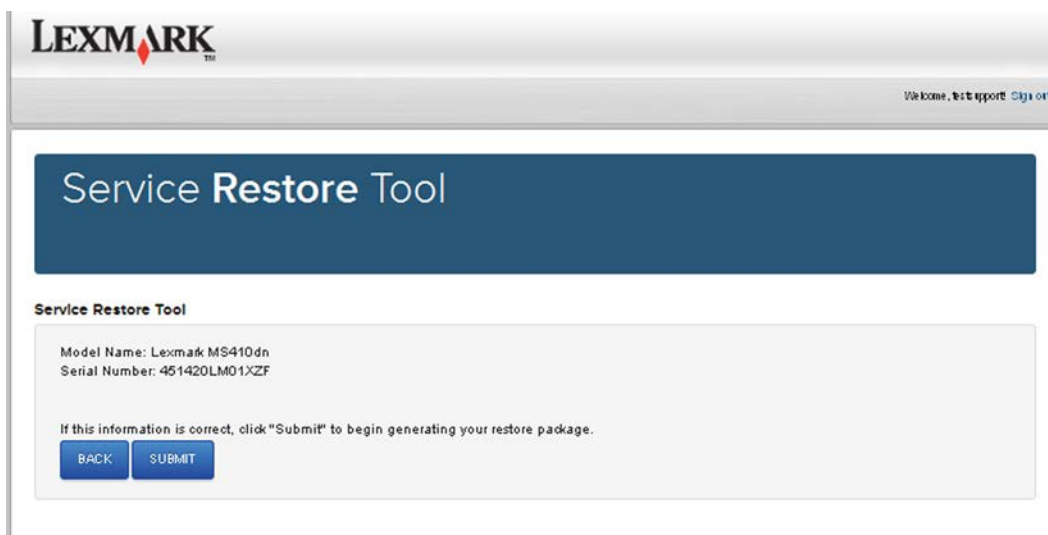 LEXMARK
TM
Welcome, testsupport! Sign out
Service Restore Tool
Service Restore Tool
Model Name: Lexmark MS410dn
Serial Number: 451420LM01XZF
If this information is correct, click "Submit" to begin generating your restore package.
BACK SUBMIT